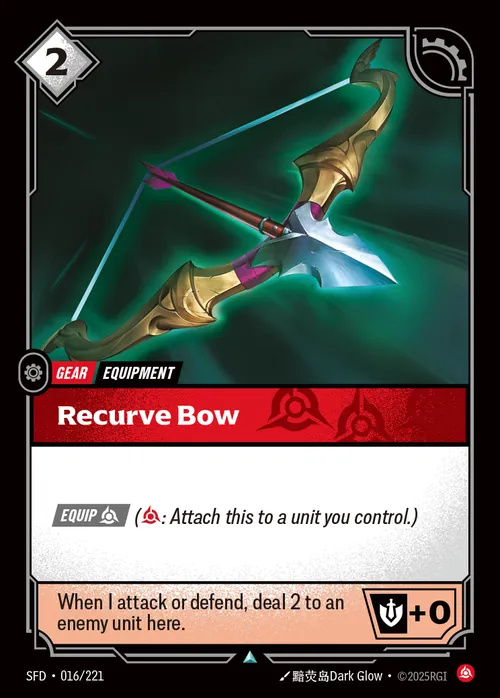 2
GEAR EQUIPMENT
Recurve Bow
EQUIP (: Attach this to a unit you control.)
When I attack or defend, deal 2 to an
enemy unit here.
+0
SFD • 016/221
黯荧岛Dark Glow • ©2025RGI